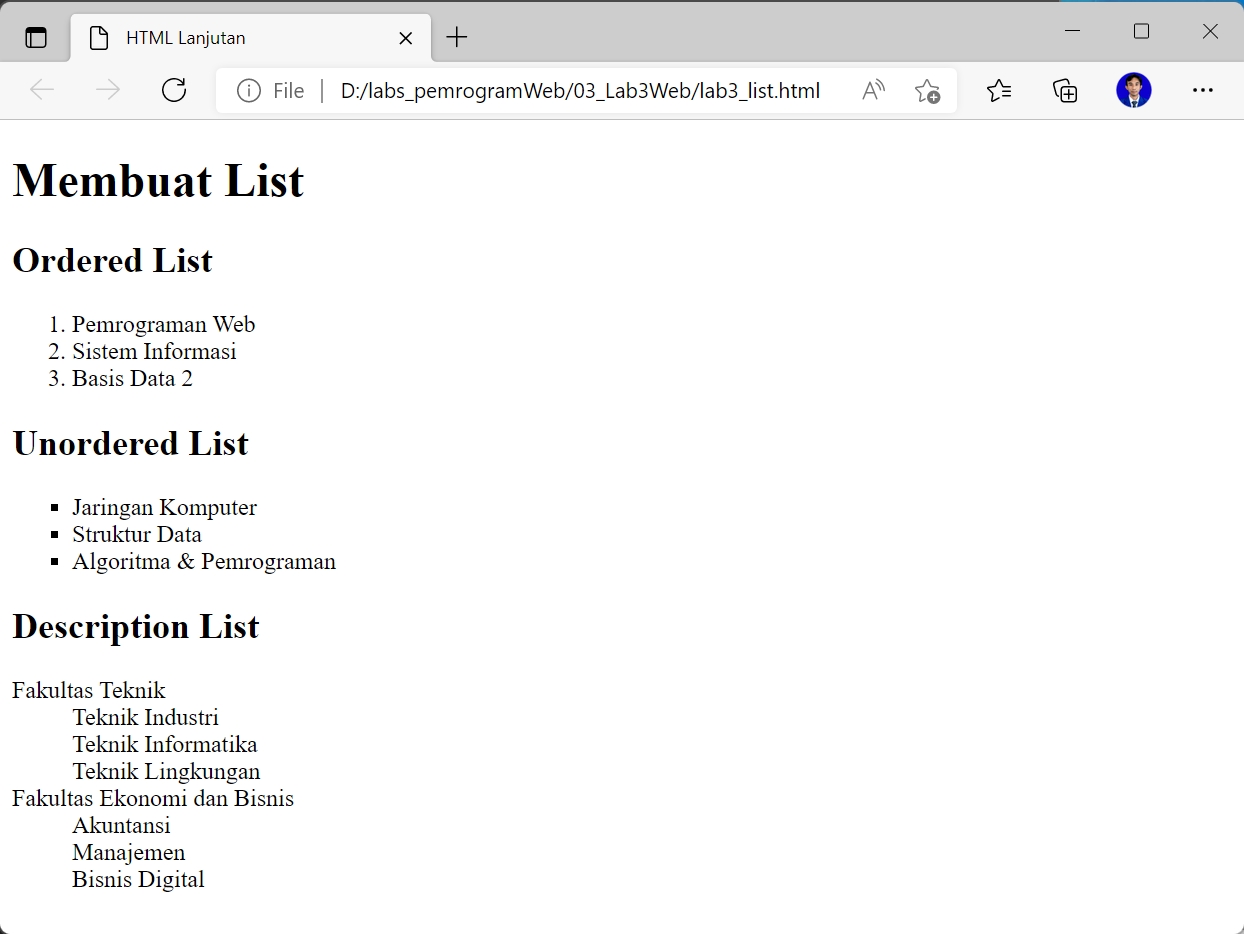 HTML Lanjutan
File | D:/labs_pemrogramWeb/03_Lab3Web/lab3_list.html
Membuat List
Ordered List
1. Pemrograman Web
2. Sistem Informasi
3. Basis Data 2
Unordered List
▪ Jaringan Komputer
▪ Struktur Data
▪ Algoritma & Pemrograman
Description List
Fakultas Teknik
Teknik Industri
Teknik Informatika
Teknik Lingkungan
Fakultas Ekonomi dan Bisnis
Akuntansi
Manajemen
Bisnis Digital